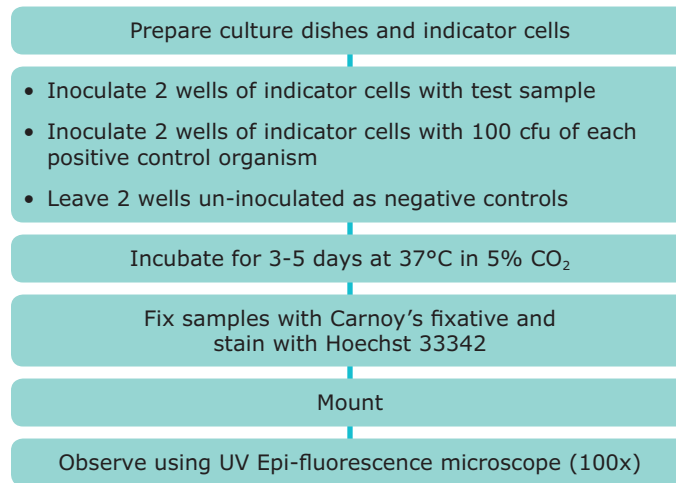 Prepare culture dishes and indicator cells
• Inoculate 2 wells of indicator cells with test sample
• Inoculate 2 wells of indicator cells with 100 cfu of each
positive control organism
• Leave 2 wells un-inoculated as negative controls
Incubate for 3-5 days at 37°C in 5% CO₂
Fix samples with Carnoy’s fixative and
stain with Hoechst 33342
Mount
Observe using UV Epi-fluorescence microscope (100x)